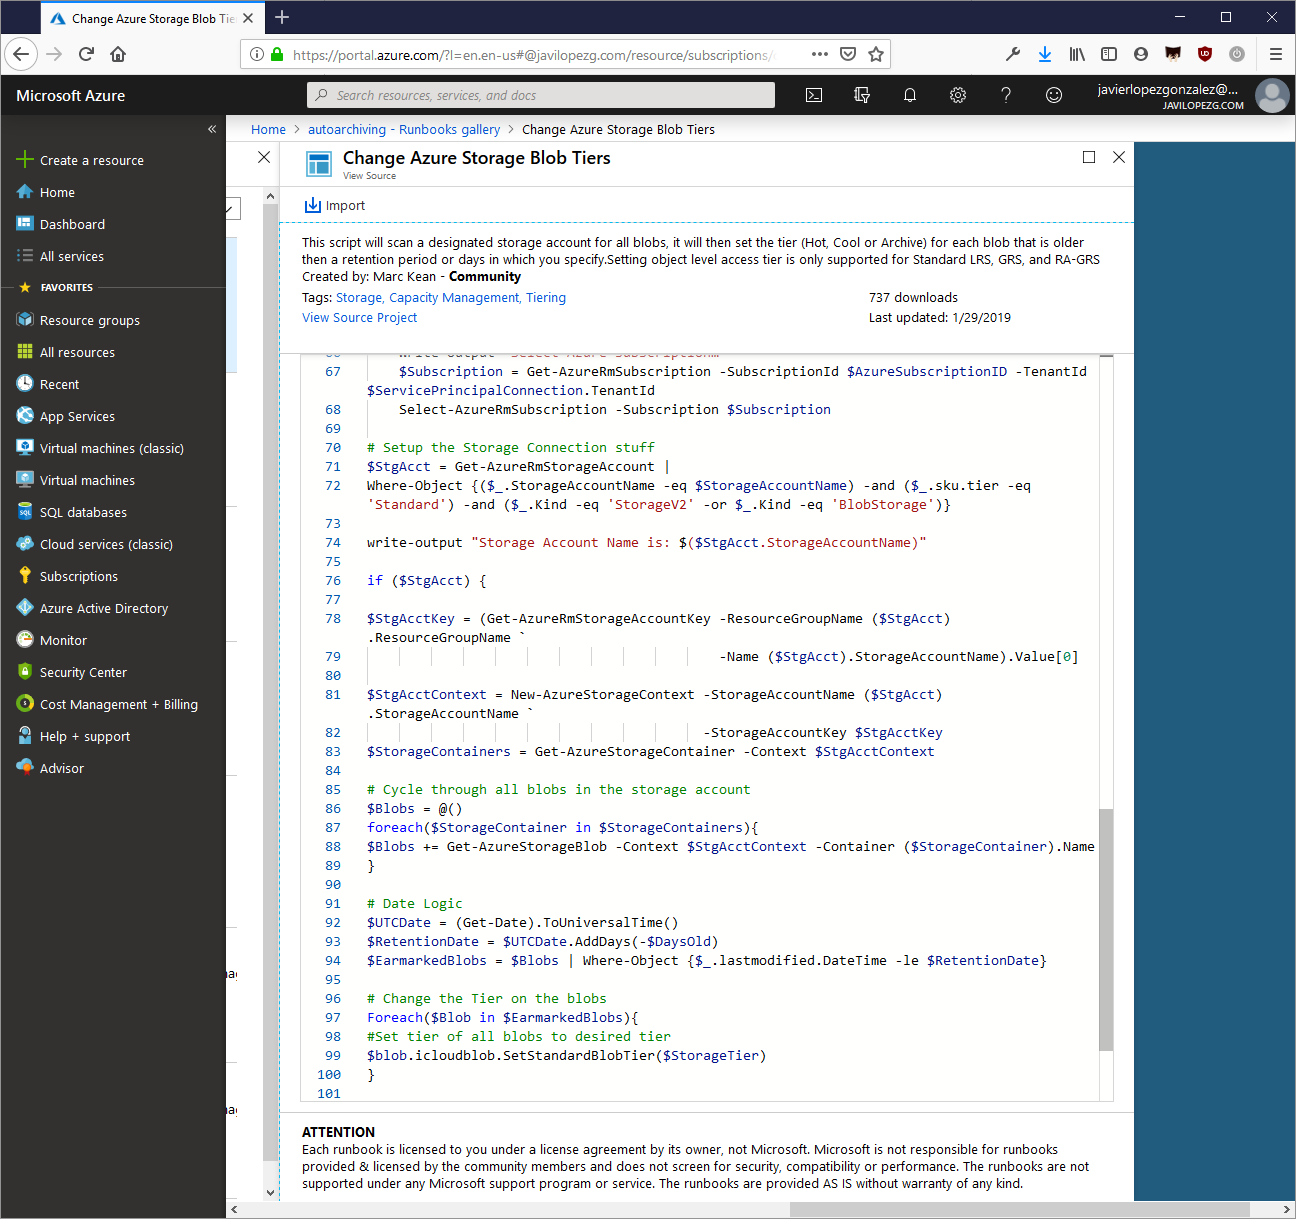 Change Azure Storage Blob Tie
https://portal.azure.com/?l=en.en-us#@javilopezg.com/resource/subscriptions/
Microsoft Azure
Search resources, services, and docs
javierlopezgonzalez@...
JAVILOPEZG.COM
Create a resource
Home
Dashboard
All services
FAVORITES
Resource groups
All resources
Recent
App Services
Virtual machines (classic)
Virtual machines
SQL databases
Cloud services (classic)
Subscriptions
Azure Active Directory
Monitor
Security Center
Cost Management + Billing
Help + support
Advisor
Home > autoarchiving - Runbooks gallery > Change Azure Storage Blob Tiers
Change Azure Storage Blob Tiers
View Source
Import
This script will scan a designated storage account for all blobs, it will then set the tier (Hot, Cool or Archive) for each blob that is older
then a retention period or days in which you specify.Setting object level access tier is only supported for Standard LRS, GRS, and RA-GRS
Created by: Marc Kean - Community
Tags: Storage, Capacity Management, Tiering
737 downloads
View Source Project
Last updated: 1/29/2019
67 $Subscription = Get-AzureRmSubscription -SubscriptionId $AzureSubscriptionID -TenantId
$ServicePrincipalConnection.TenantId
68 Select-AzureRmSubscription -Subscription $Subscription
69
70 # Setup the Storage Connection stuff
71 $StgAcct = Get-AzureRmStorageAccount |
72 Where-Object {($_.StorageAccountName -eq $StorageAccountName) -and ($_.sku.tier -eq
'Standard') -and ($_.Kind -eq 'StorageV2' -or $_.Kind -eq 'BlobStorage')}
73
74 write-output "Storage Account Name is: $($StgAcct.StorageAccountName)"
75
76 if ($StgAcct) {
77
78 $StgAcctKey = (Get-AzureRmStorageAccountKey -ResourceGroupName ($StgAcct)
.ResourceGroupName `
79 -Name ($StgAcct).StorageAccountName).Value[0]
80
81 $StgAcctContext = New-AzureStorageContext -StorageAccountName ($StgAcct)
.StorageAccountName `
82 -StorageAccountKey $StgAcctKey
83 $StorageContainers = Get-AzureStorageContainer -Context $StgAcctContext
84
85 # Cycle through all blobs in the storage account
86 $Blobs = @()
87 foreach($StorageContainer in $StorageContainers){
88 $Blobs += Get-AzureStorageBlob -Context $StgAcctContext -Container ($StorageContainer).Name
89 }
90
91 # Date Logic
92 $UTCDate = (Get-Date).ToUniversalTime()
93 $RetentionDate = $UTCDate.AddDays(-$DaysOld)
94 $EarmarkedBlobs = $Blobs | Where-Object {$_.lastmodified.DateTime -le $RetentionDate}
95
96 # Change the Tier on the blobs
97 Foreach($Blob in $EarmarkedBlobs){
98 #Set tier of all blobs to desired tier
99 $blob.icloudblob.SetStandardBlobTier($StorageTier)
100 }
101
ATTENTION
Each runbook is licensed to you under a license agreement by its owner, not Microsoft. Microsoft is not responsible for runbooks
provided & licensed by the community members and does not screen for security, compatibility or performance. The runbooks are not
supported under any Microsoft support program or service. The runbooks are provided AS IS without warranty of any kind.